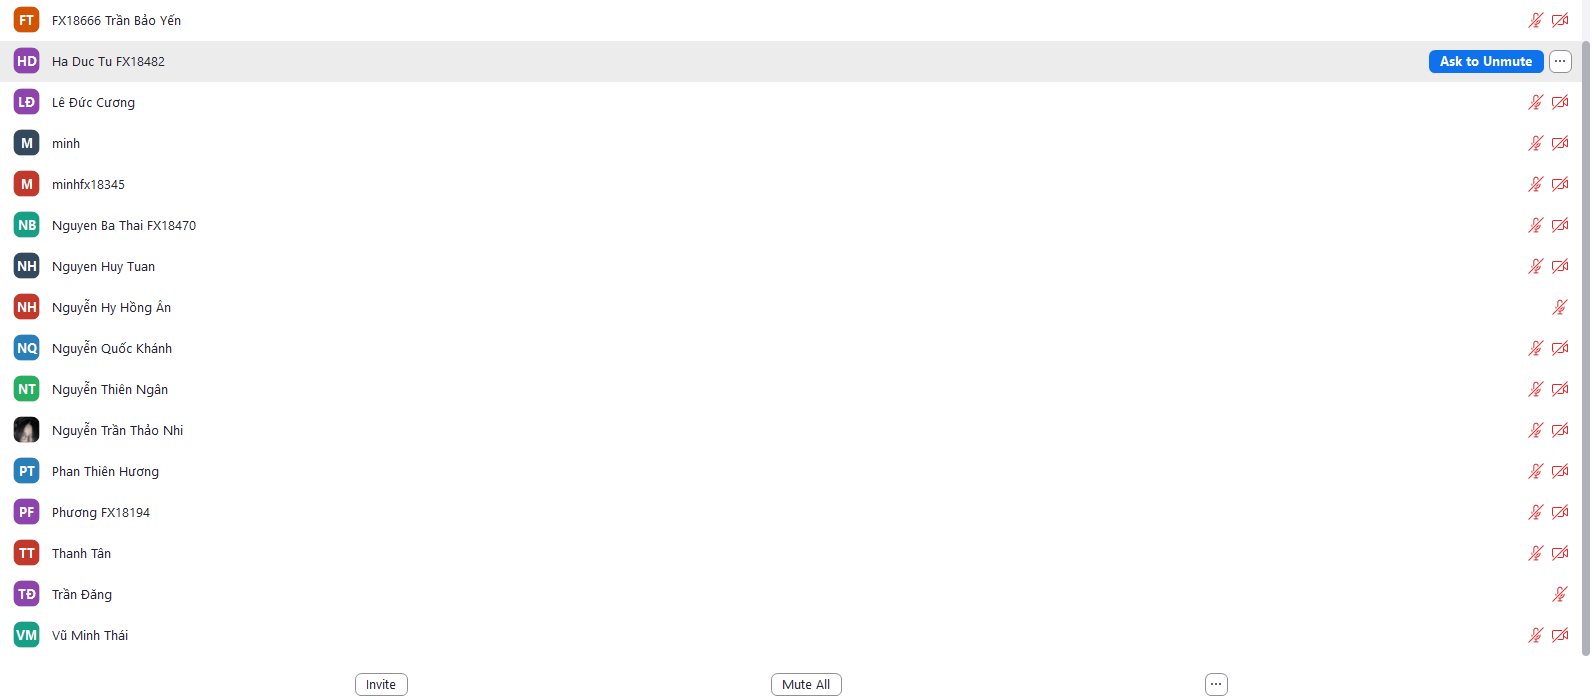 FT FX18666 Trần Bảo Yến
HD Ha Duc Tu FX18482 Ask to Unmute ...
LĐ Lê Đức Cương
M minh
M minhfx18345
NB Nguyen Ba Thai FX18470
NH Nguyen Huy Tuan
NH Nguyễn Hy Hồng Ân
NQ Nguyễn Quốc Khánh
NT Nguyễn Thiên Ngân
Nguyễn Trần Thảo Nhi
PT Phan Thiên Hương
PF Phương FX18194
TT Thanh Tân
TĐ Trần Đăng
VM Vũ Minh Thái
Invite Mute All ...